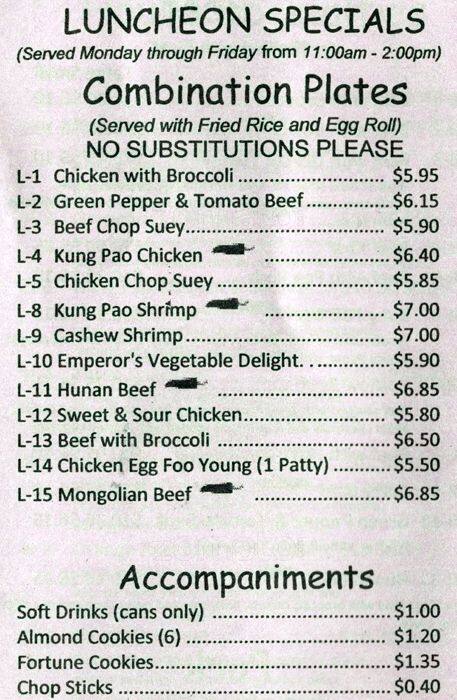 LUNCHEON SPECIALS
(Served Monday through Friday from 11:00am - 2:00pm)
Combination Plates
(Served with Fried Rice and Egg Roll)
NO SUBSTITUTIONS PLEASE
L-1 Chicken with Broccoli ........................ $5.95
L-2 Green Pepper & Tomato Beef.............. $6.15
L-3 Beef Chop Suey................................. $5.90
L-4 Kung Pao Chicken ..................... $6.40
L-5 Chicken Chop Suey ............................ $5.85
L-8 Kung Pao Shrimp .................... $7.00
L-9 Cashew Shrimp................................. $7.00
L-10 Emperor's Vegetable Delight. . ............ $5.90
L-11 Hunan Beef ............................ $6.85
L-12 Sweet & Sour Chicken........................ $5.80
L-13 Beef with Broccoli ............................ $6.50
L-14 Chicken Egg Foo Young (1 Patty) .......... $5.50
L-15 Mongolian Beef ...................... $6.85
Accompaniments
Soft Drinks (cans only) ............................. $1.00
Almond Cookies (6) ................................. $1.20
Fortune Cookies...................................... $1.35
Chop Sticks ............................................ $0.40